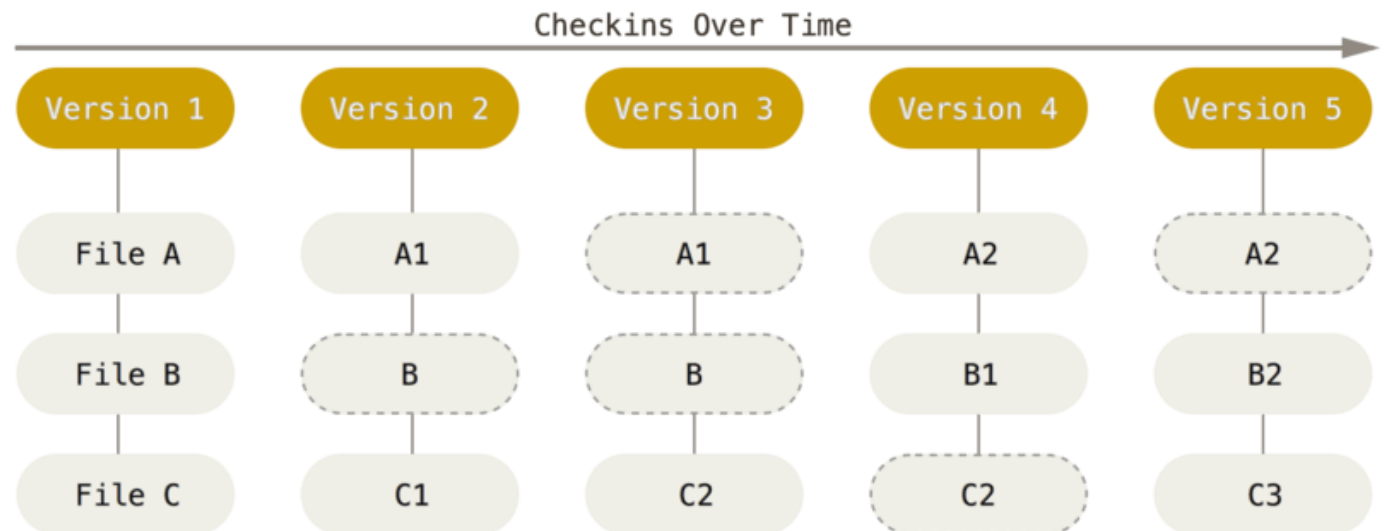 Checkins Over Time
Version 1 Version 2 Version 3 Version 4 Version 5
File A A1 A1 A2 A2
File B B B B1 B2
File C C1 C2 C2 C3